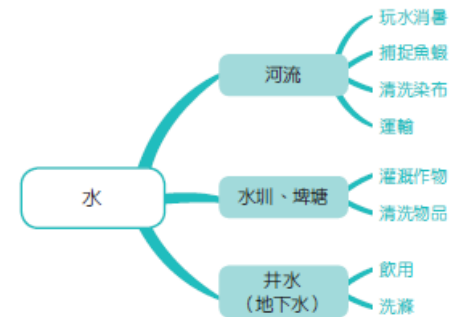 水
河流
玩水消暑
捕捉魚蝦
清洗染布
運輸
水圳、埤塘
灌溉作物
清洗物品
井水
（地下水）
飲用
洗滌